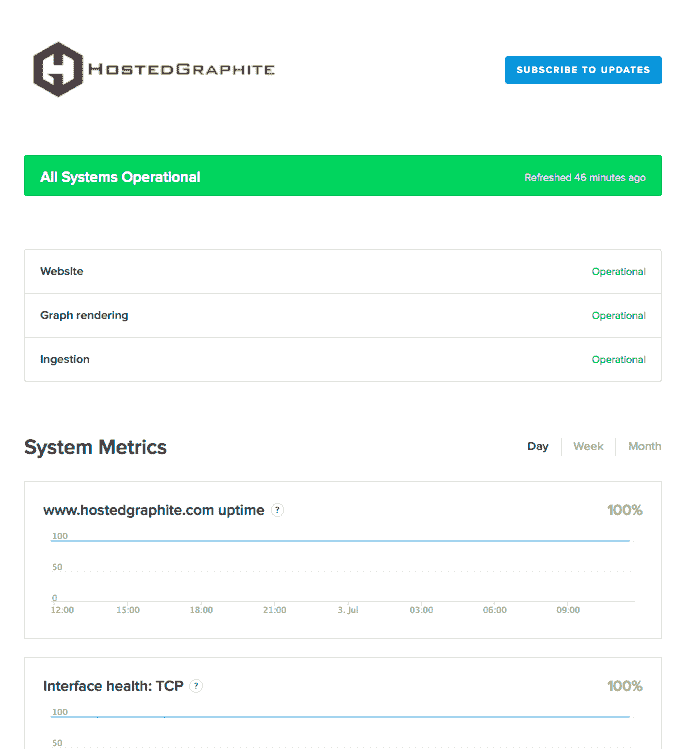 HOSTEDGRAPHITE
SUBSCRIBE TO UPDATES
All Systems Operational
Refreshed 46 minutes ago
Website
Operational
Graph rendering
Operational
Ingestion
Operational
System Metrics
Day Week Month
www.hostedgraphite.com uptime ?
100%
100
50
0
12:00 15:00 18:00 21:00 3. Jul 03:00 06:00 09:00
Interface health: TCP ?
100%
100
50